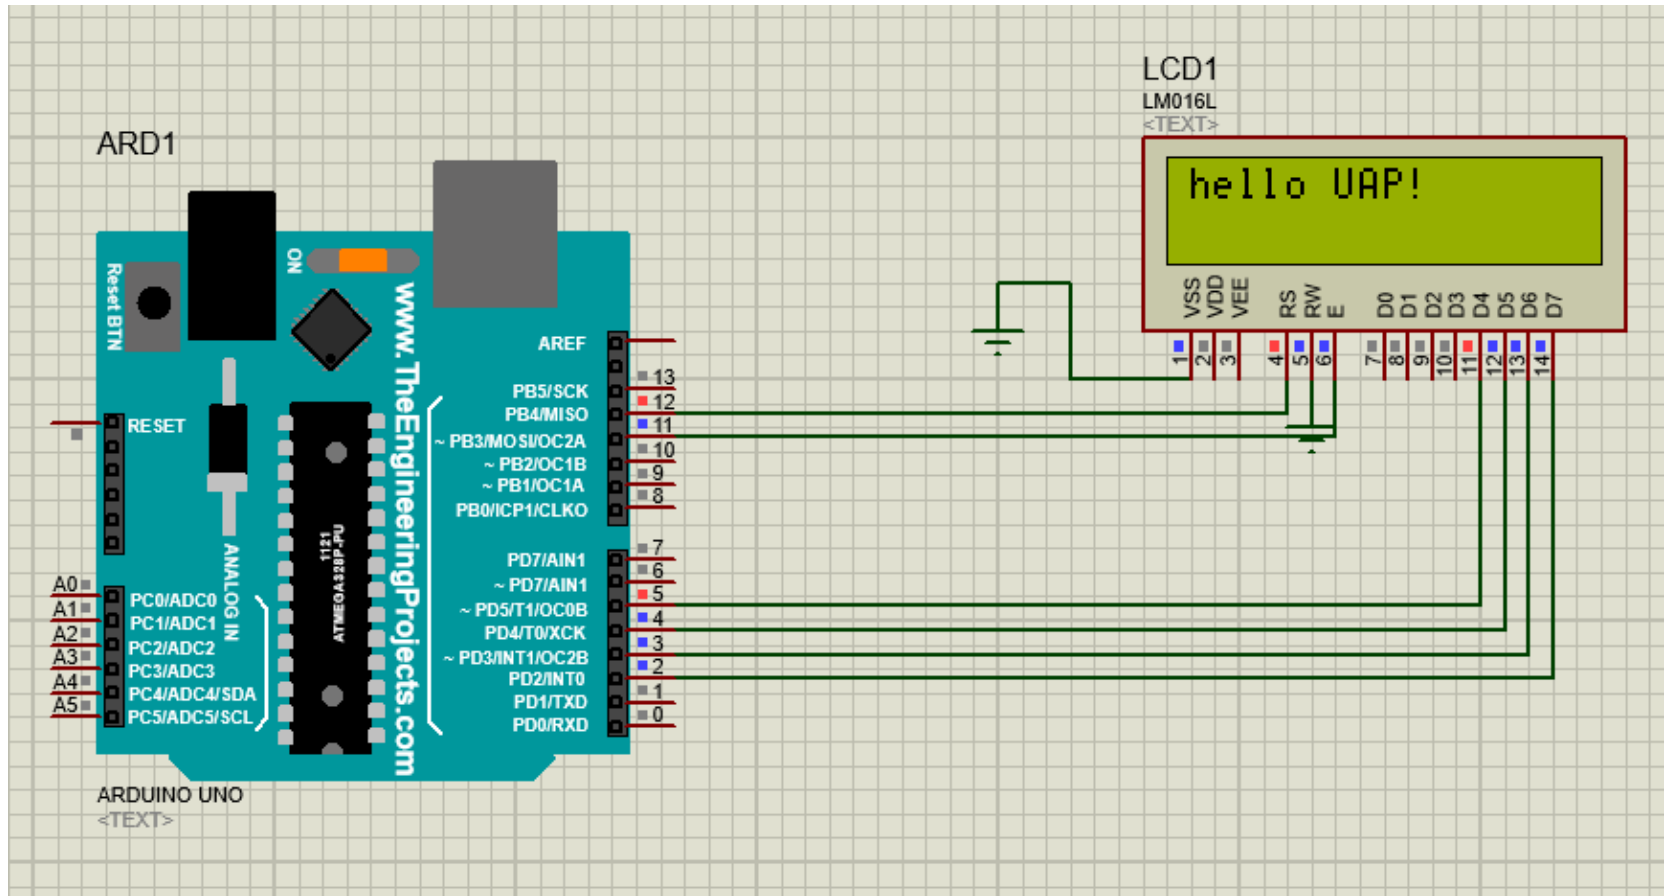 ARD1
ON
Reset BTN
www.TheEngineeringProjects.com
RESET
ANALOG IN
1121
ATMEGA328P-PU
A0
A1
A2
A3
A4
A5
PC0/ADC0
PC1/ADC1
PC2/ADC2
PC3/ADC3
PC4/ADC4/SDA
PC5/ADC5/SCL
AREF
PB5/SCK
PB4/MISO
~ PB3/MOSI/OC2A
~ PB2/OC1B
~ PB1/OC1A
PB0/ICP1/CLKO
PD7/AIN1
~ PD7/AIN1
~ PD5/T1/OC0B
PD4/T0/XCK
~ PD3/INT1/OC2B
PD2/INT0
PD1/TXD
PD0/RXD
13
12
11
10
9
8
7
6
5
4
3
2
1
0
ARDUINO UNO
<TEXT>
LCD1
LM016L
<TEXT>
hello UAP!
VSS
VDD
VEE
RS
RW
E
D0
D1
D2
D3
D4
D5
D6
D7
1
2
3
4
5
6
7
8
9
10
11
12
13
14